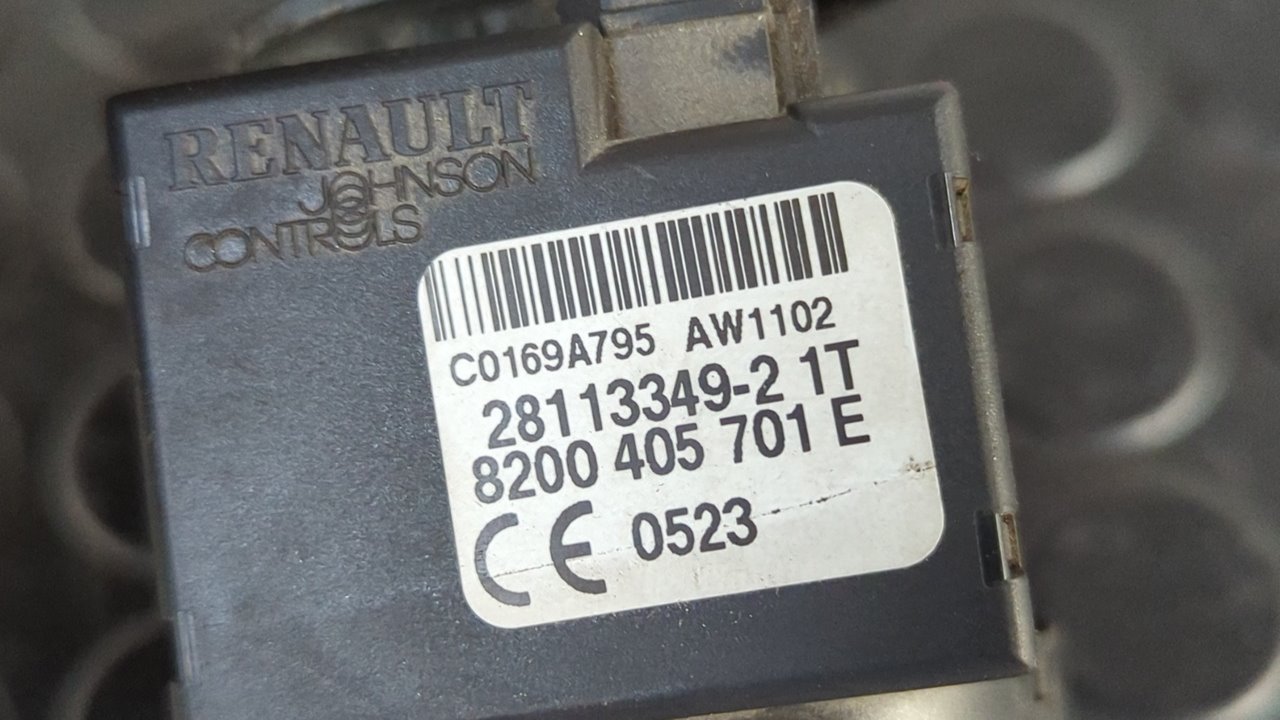 RENAULT
JOHNSON
CONTROLS
C0169A795 AW1102
28113349-2 1T
8200 405 701 E
CE 0523